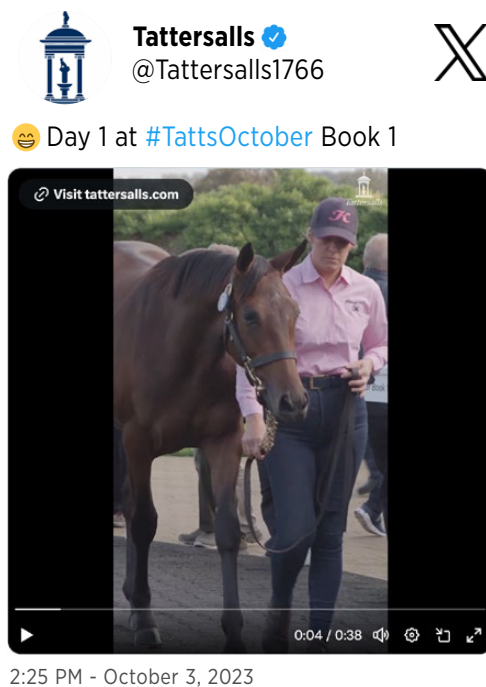 Tattersalls
@Tattersalls1766
😁 Day 1 at #TattsOctober Book 1
Visit tattersalls.com
Tattersalls
0:04 / 0:38
2:25 PM - October 3, 2023